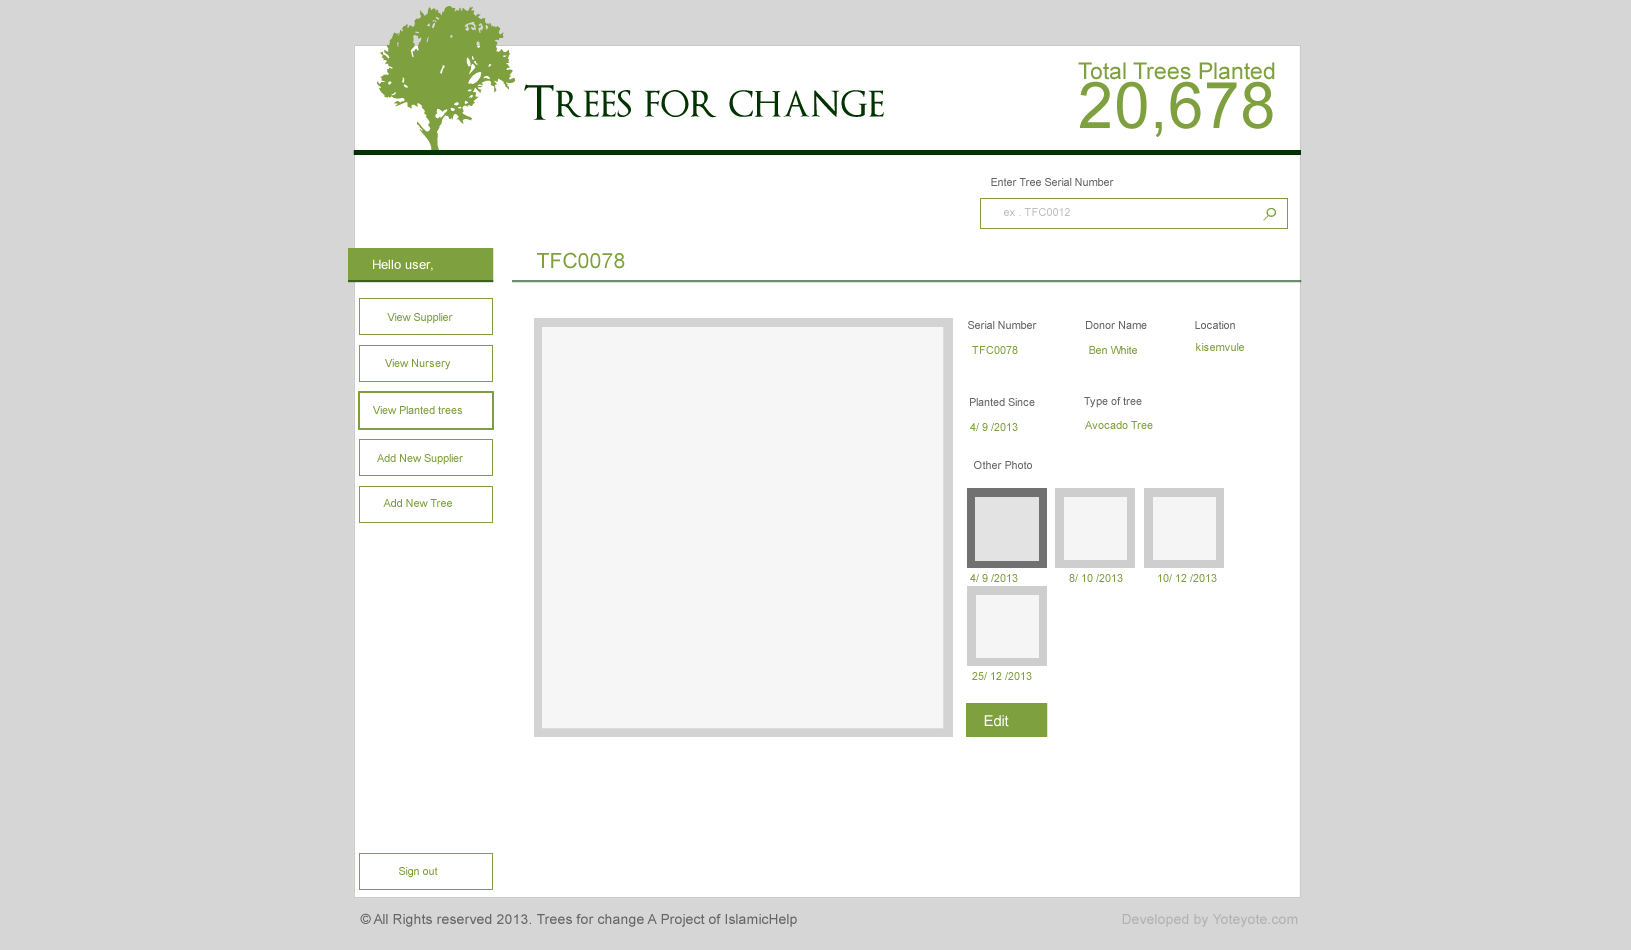 TREES FOR CHANGE
Total Trees Planted
20,678
Enter Tree Serial Number
ex . TFC0012
Hello user,
TFC0078
View Supplier
View Nursery
View Planted trees
Add New Supplier
Add New Tree
Serial Number
Donor Name
Location
TFC0078
Ben White
kisemvule
Planted Since
Type of tree
4/ 9 /2013
Avocado Tree
Other Photo
4/ 9 /2013
8/ 10 /2013
10/ 12 /2013
25/ 12 /2013
Edit
Sign out
© All Rights reserved 2013. Trees for change A Project of IslamicHelp
Developed by Yoteyote.com